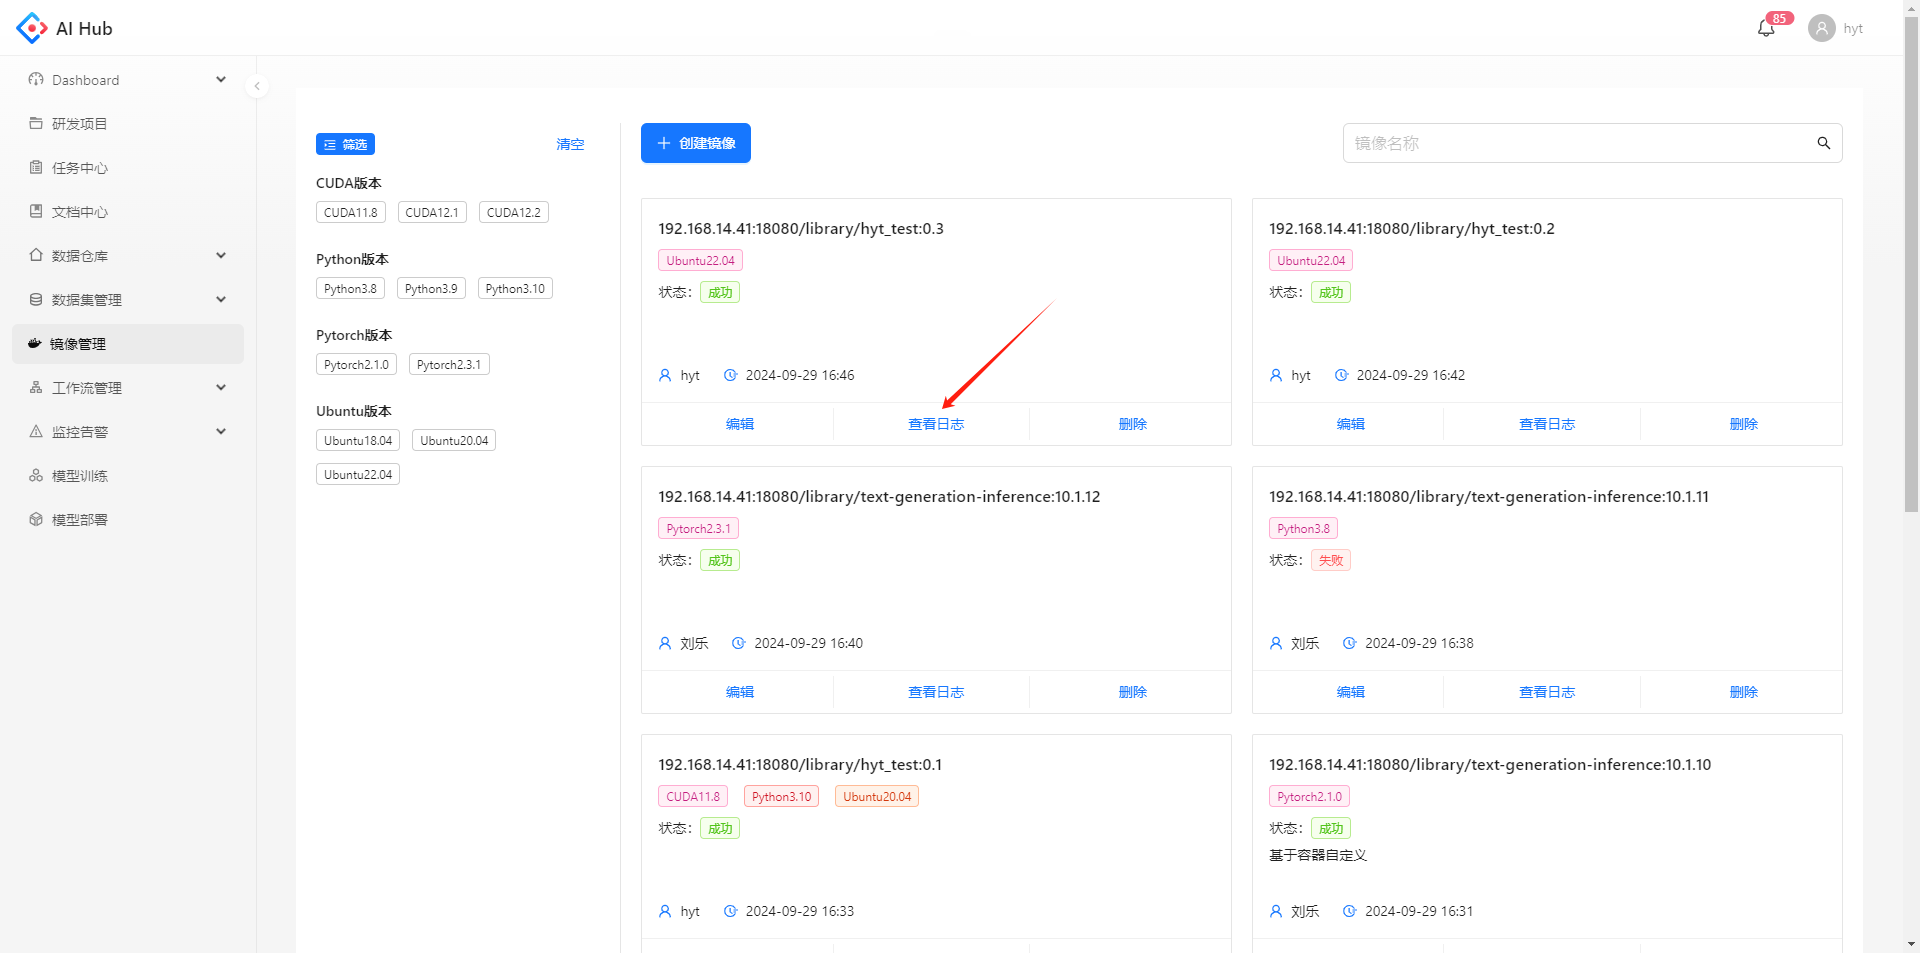 AI Hub
85
hyt
Dashboard
研发项目
任务中心
文档中心
数据仓库
数据集管理
镜像管理
工作流管理
监控告警
模型训练
模型部署
筛选
清空
CUDA版本
CUDA11.8 CUDA12.1 CUDA12.2
Python版本
Python3.8 Python3.9 Python3.10
Pytorch版本
Pytorch2.1.0 Pytorch2.3.1
Ubuntu版本
Ubuntu18.04 Ubuntu20.04
Ubuntu22.04
创建镜像
镜像名称
192.168.14.41:18080/library/hyt_test:0.3
Ubuntu22.04
状态： 成功
hyt 2024-09-29 16:46
编辑 查看日志 删除
192.168.14.41:18080/library/hyt_test:0.2
Ubuntu22.04
状态： 成功
hyt 2024-09-29 16:42
编辑 查看日志 删除
192.168.14.41:18080/library/text-generation-inference:10.1.12
Pytorch2.3.1
状态： 成功
刘乐 2024-09-29 16:40
编辑 查看日志 删除
192.168.14.41:18080/library/text-generation-inference:10.1.11
Python3.8
状态： 失败
刘乐 2024-09-29 16:38
编辑 查看日志 删除
192.168.14.41:18080/library/hyt_test:0.1
CUDA11.8 Python3.10 Ubuntu20.04
状态： 成功
hyt 2024-09-29 16:33
192.168.14.41:18080/library/text-generation-inference:10.1.10
Pytorch2.1.0
状态： 成功
基于容器自定义
刘乐 2024-09-29 16:31